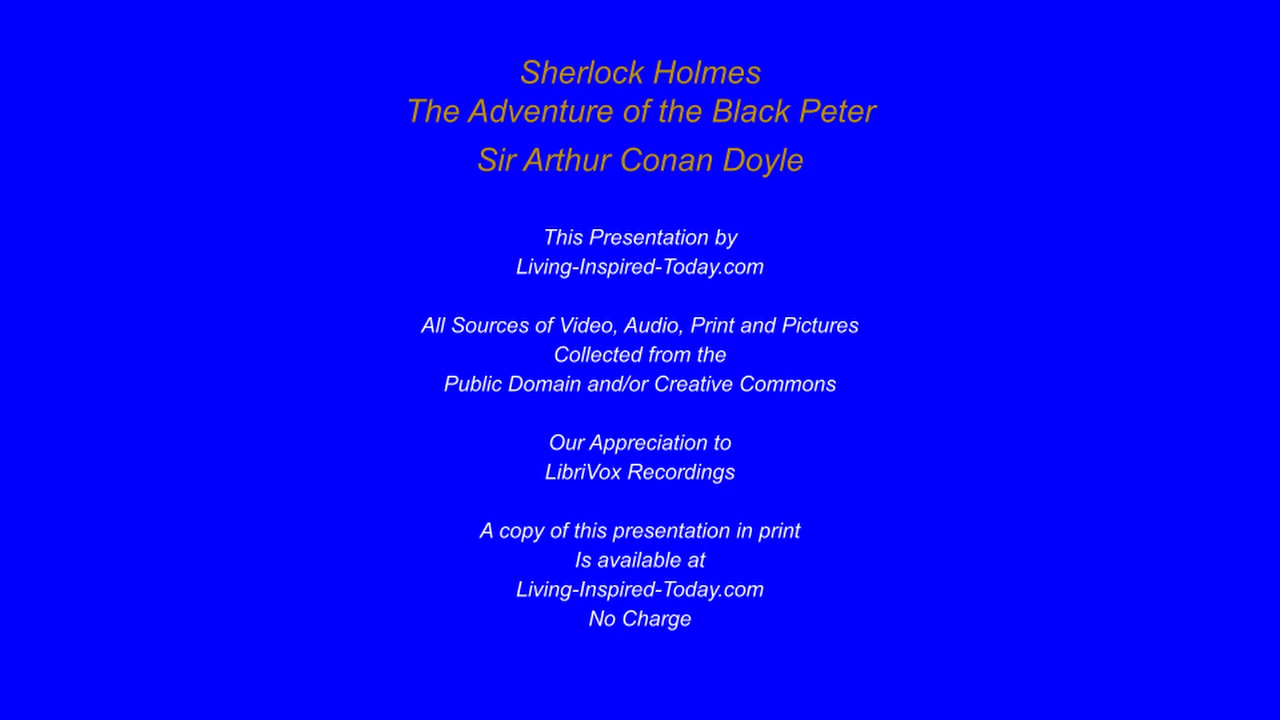 Sherlock Holmes
The Adventure of the Black Peter
Sir Arthur Conan Doyle
This Presentation by
Living-Inspired-Today.com
All Sources of Video, Audio, Print and Pictures
Collected from the
Public Domain and/or Creative Commons
Our Appreciation to
LibriVox Recordings
A copy of this presentation in print
Is available at
Living-Inspired-Today.com
No Charge